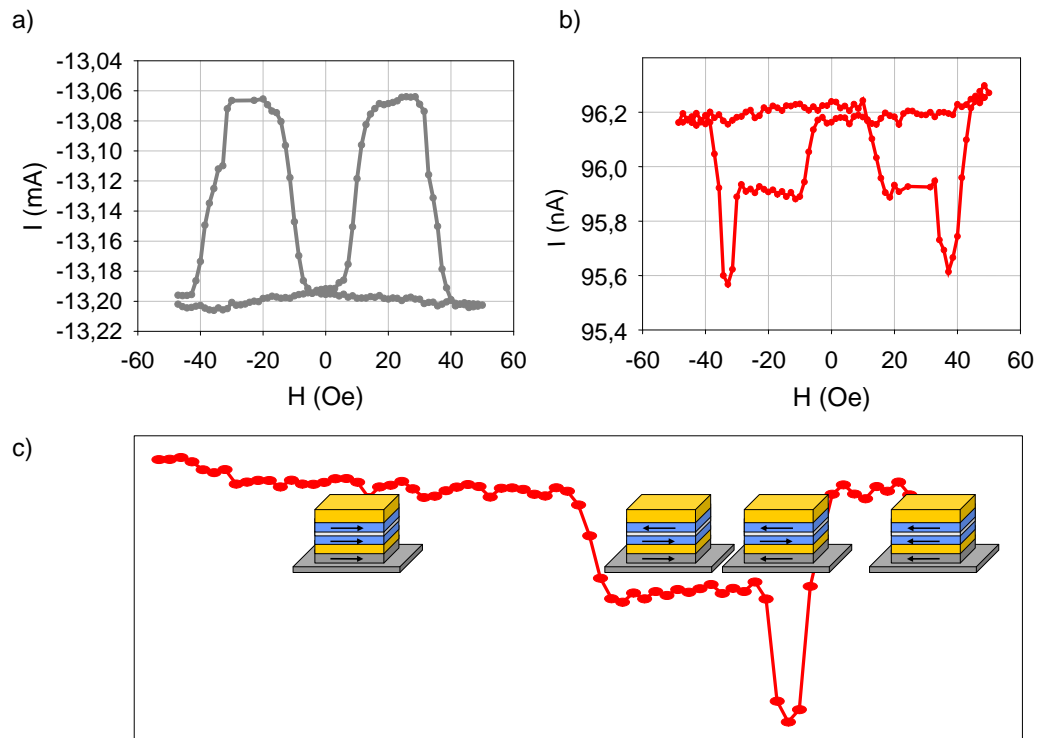 a)
I (mA)
-13,04
-13,06
-13,08
-13,10
-13,12
-13,14
-13,16
-13,18
-13,20
-13,22
-60 -40 -20 0 20 40 60
H (Oe)
b)
I (nA)
96,2
96,0
95,8
95,6
95,4
-60 -40 -20 0 20 40 60
H (Oe)
c)